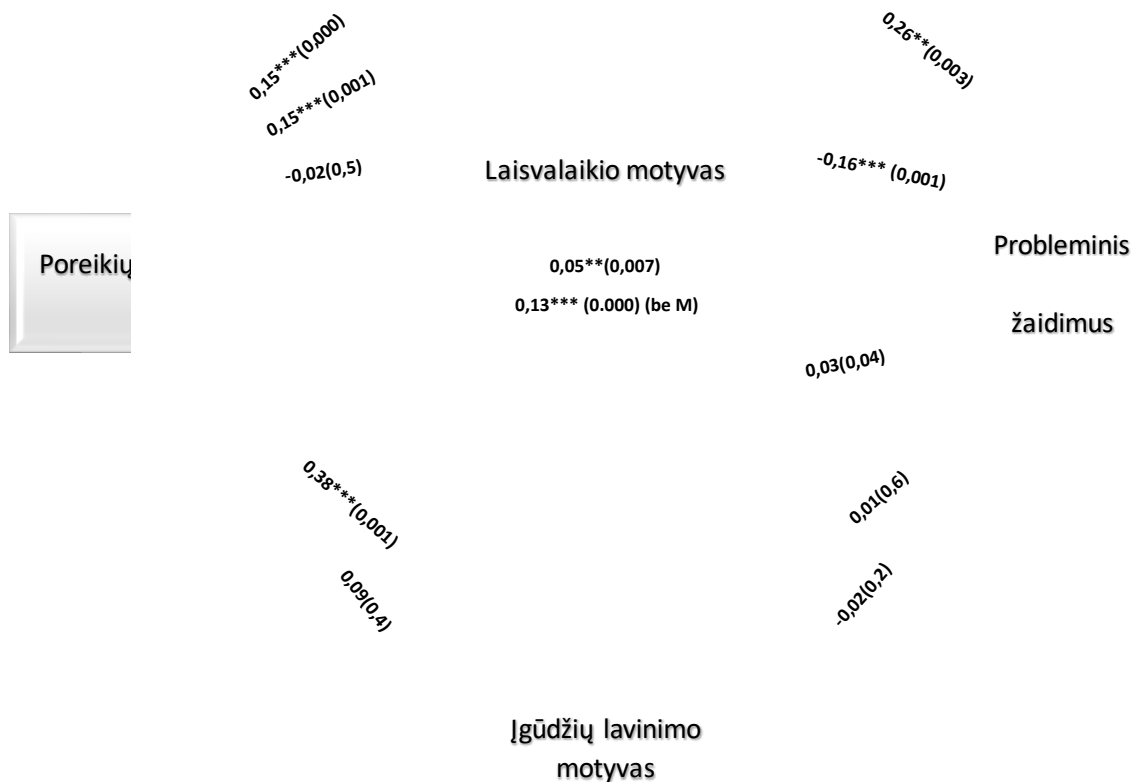 0,15***(0,000)
0,26**(0,003)
0,15***(0,001)
-0,02(0,5)
Laisvalaikio motyvas
-0,16*** (0,001)
Poreikių
0,05**(0,007)
0,13*** (0.000) (be M)
Probleminis
žaidimus
0,03(0,04)
0,38***(0,001)
0,01(0,6)
0,09(0,4)
-0,02(0,2)
Įgūdžių lavinimo
motyvas